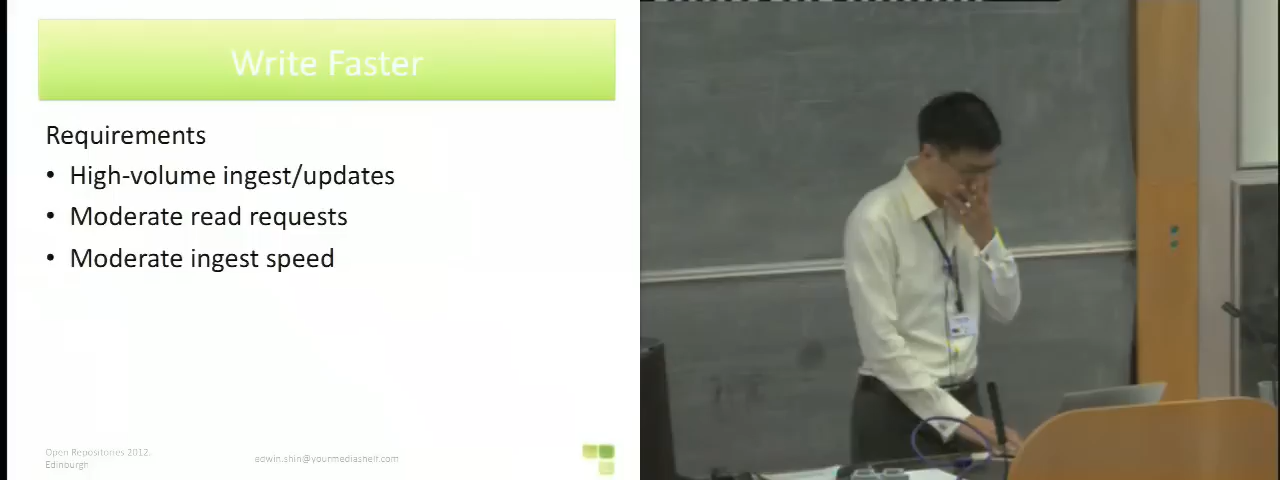 Write Faster
Requirements
• High-volume ingest/updates
• Moderate read requests
• Moderate ingest speed
Open Repositories 2012.
Edinburgh
edwin.shin@yourmediashelf.com